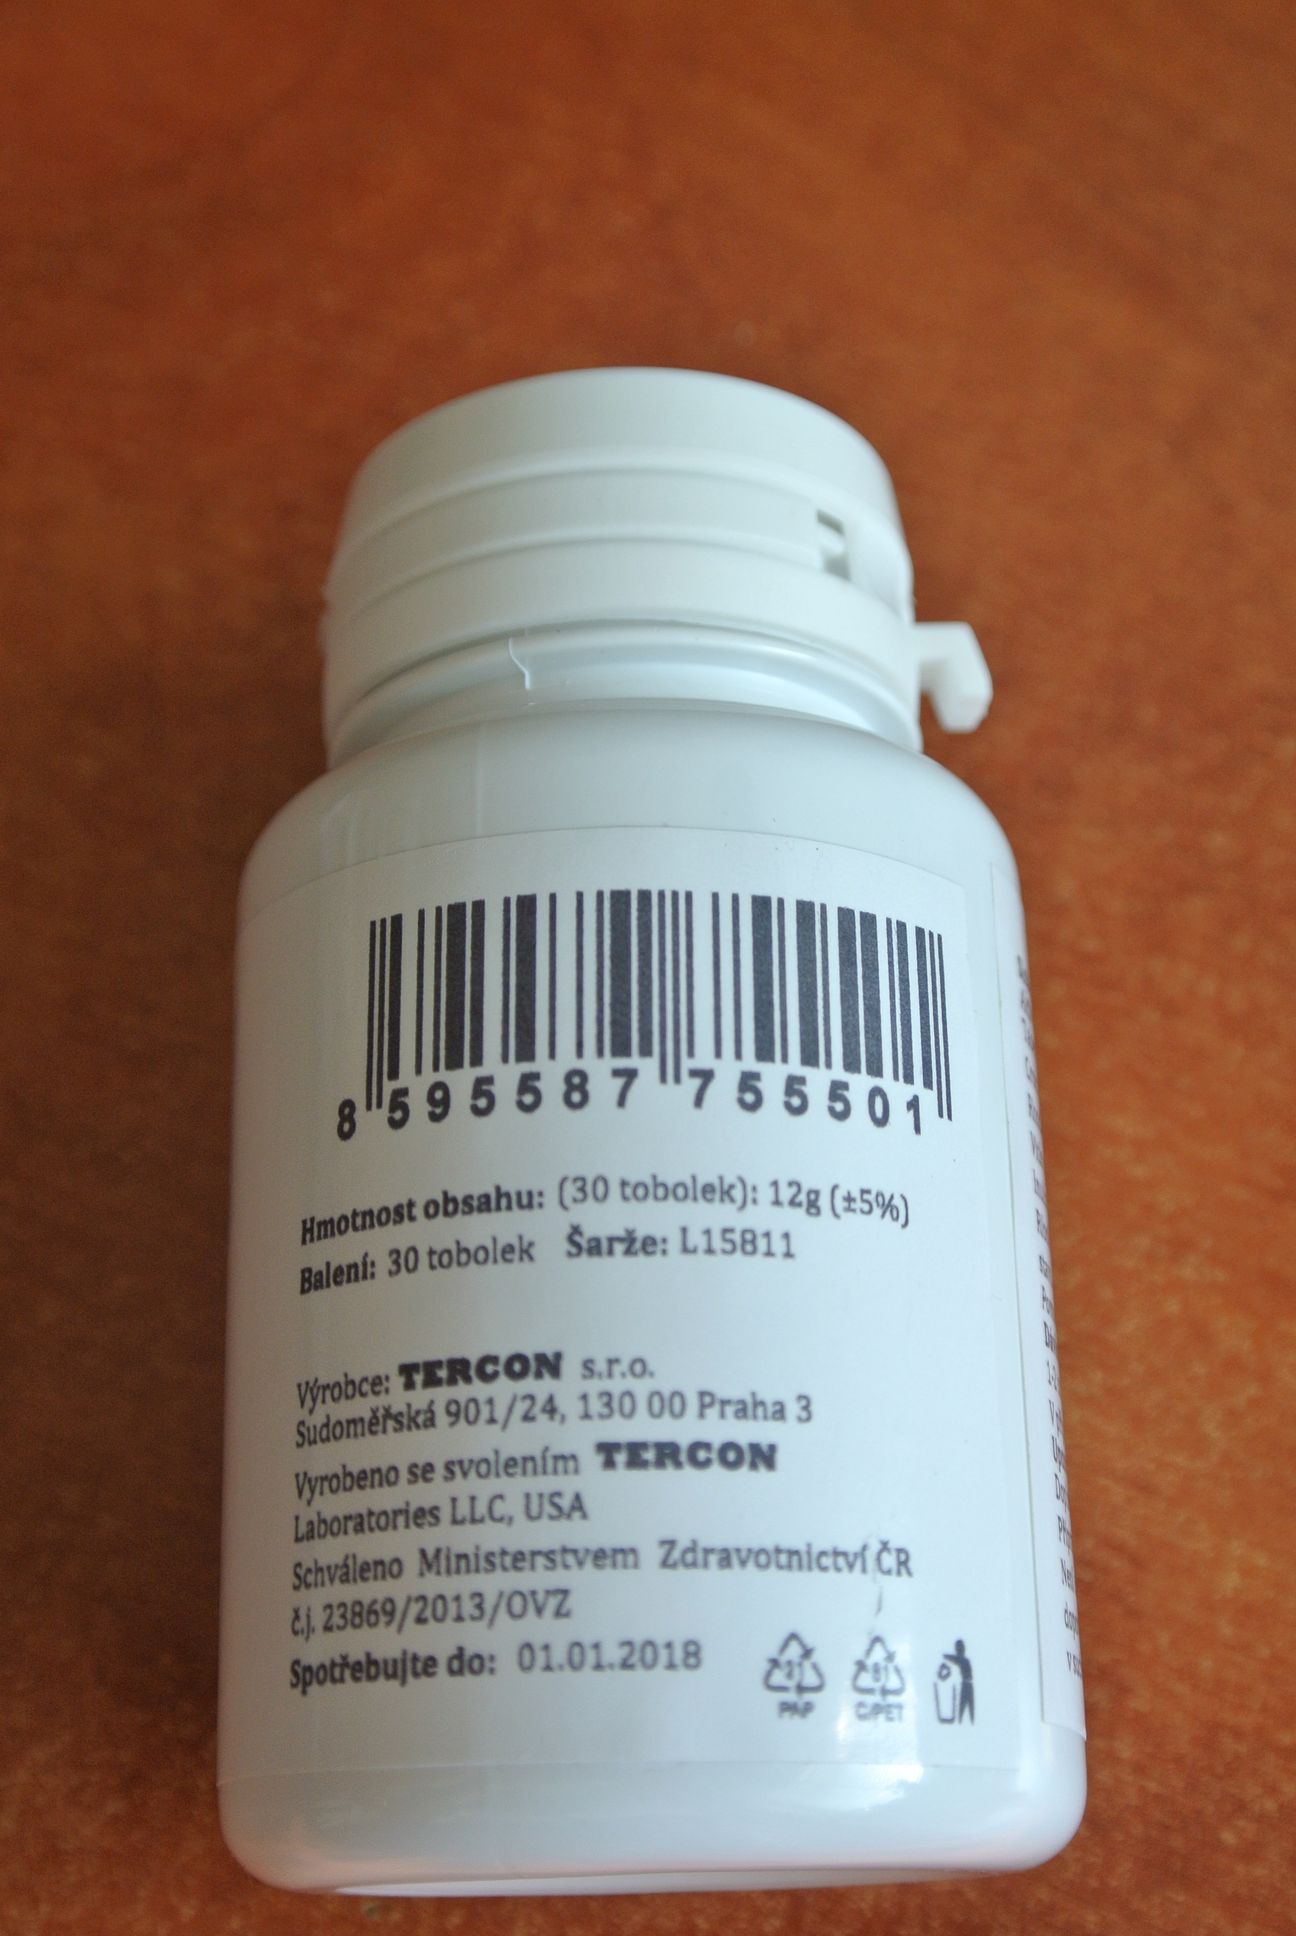 8 595587 755501
Hmotnost obsahu: (30 tobolek): 12g (±5%)
Balení: 30 tobolek Šarže: L15811
Výrobce: TERCON s.r.o.
Sudoměřská 901/24, 130 00 Praha 3
Vyrobeno se svolením TERCON
Laboratories LLC, USA
Schváleno Ministerstvem Zdravotnictví ČR
č.j. 23869/2013/OVZ
Spotřebujte do: 01.01.2018
PAP C/PET